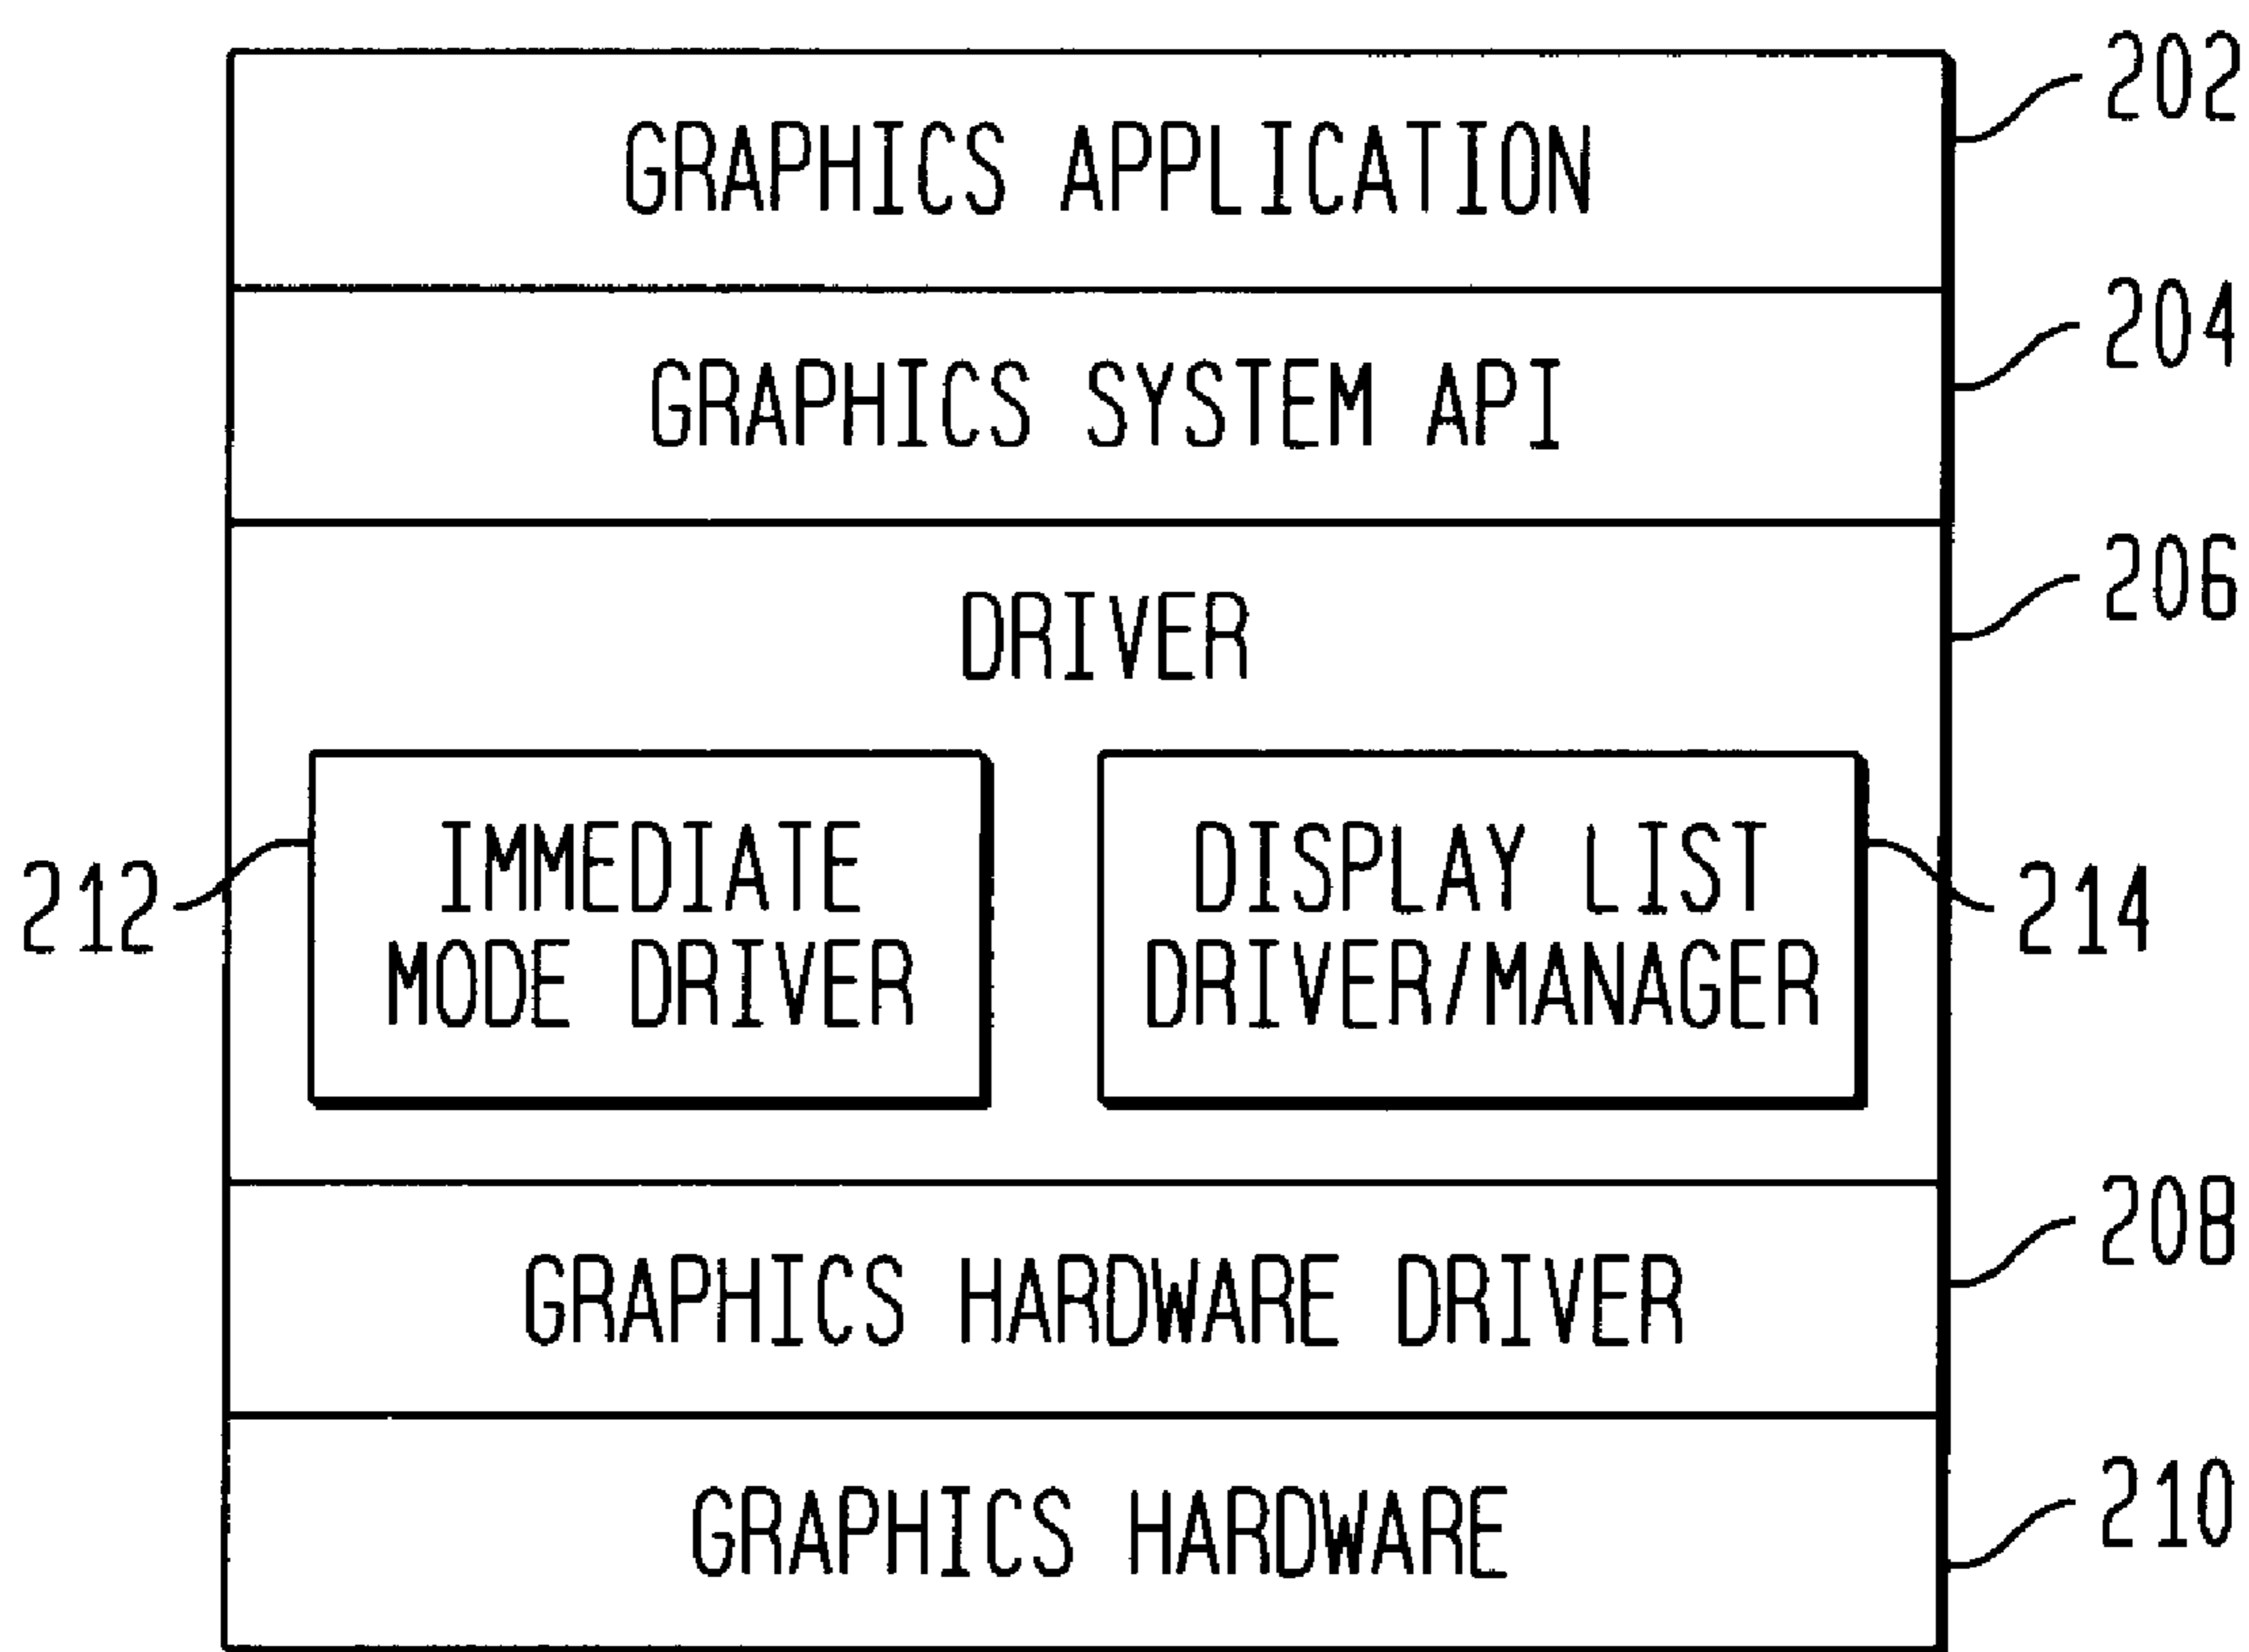 GRAPHICS APPLICATION
202
GRAPHICS SYSTEM API
204
DRIVER
206
212
IMMEDIATE
MODE DRIVER
DISPLAY LIST
DRIVER/MANAGER
214
GRAPHICS HARDWARE DRIVER
208
GRAPHICS HARDWARE
210